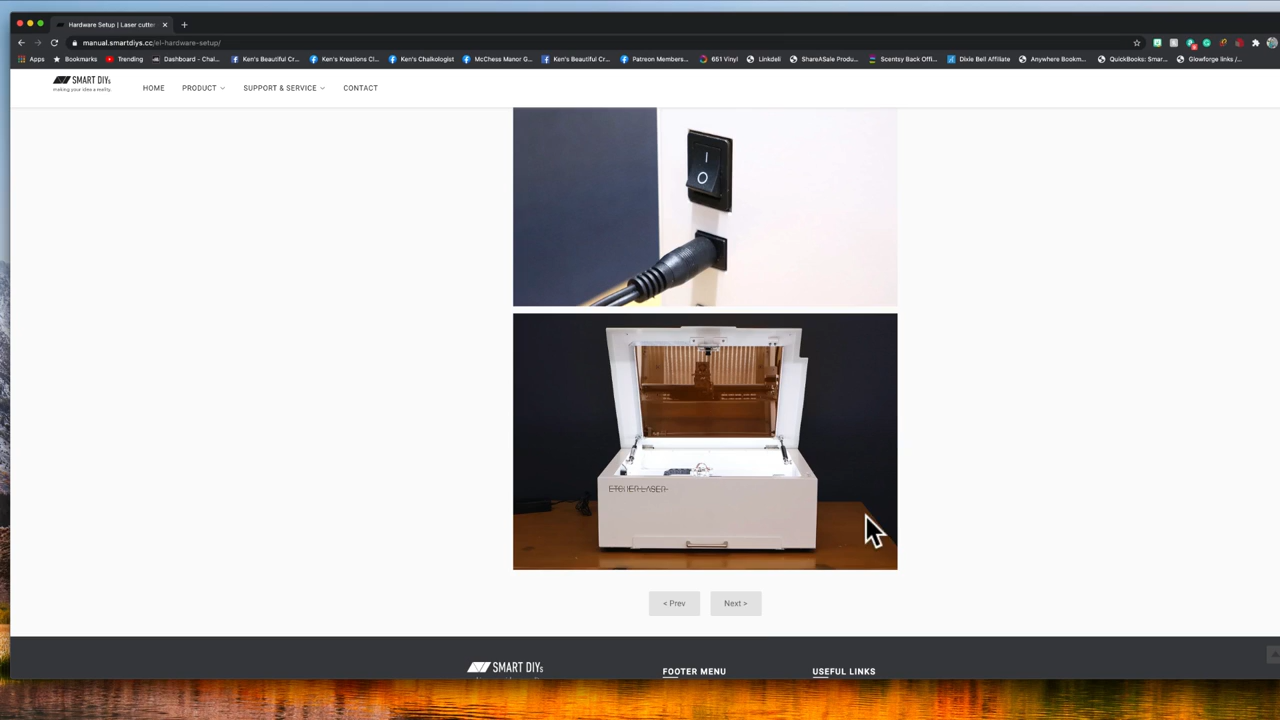 Hardware Setup | Laser cutter
manual.smartdiys.cc/el-hardware-setup/
Apps Bookmarks Trending Dashboard - Chal... Ken's Beautiful Cr... Ken's Kreations Cl... Ken's Chalkologist McChess Manor G... Ken's Beautiful Cr... Patreon Members... 651 Vinyl Linkdeli ShareASale Produ... Scentsy Back Offi... Dixie Bell Affiliate Anywhere Bookm... QuickBooks: Smar... Glowforge links /...
SMART DIYs
making your idea a reality.
HOME PRODUCT SUPPORT & SERVICE CONTACT
I
O
ETCHER LASER
< Prev Next >
SMART DIYs
FOOTER MENU USEFUL LINKS